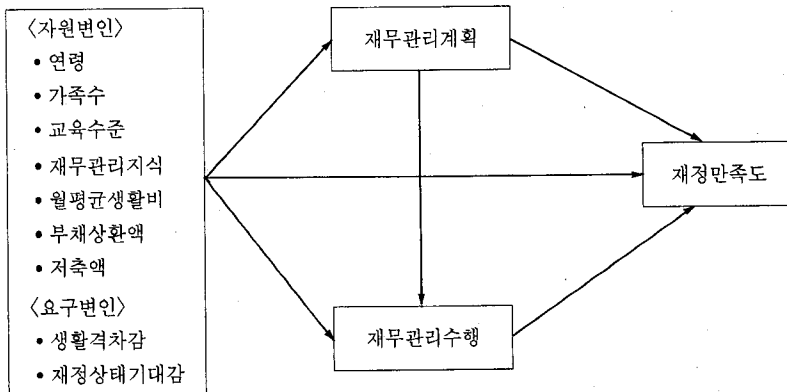 〈자원변인〉
• 연령
• 가족수
• 교육수준
• 재무관리지식
• 월평균생활비
• 부채상환액
• 저축액
〈요구변인〉
• 생활격차감
• 재정상태기대감
재무관리계획
재정만족도
재무관리수행